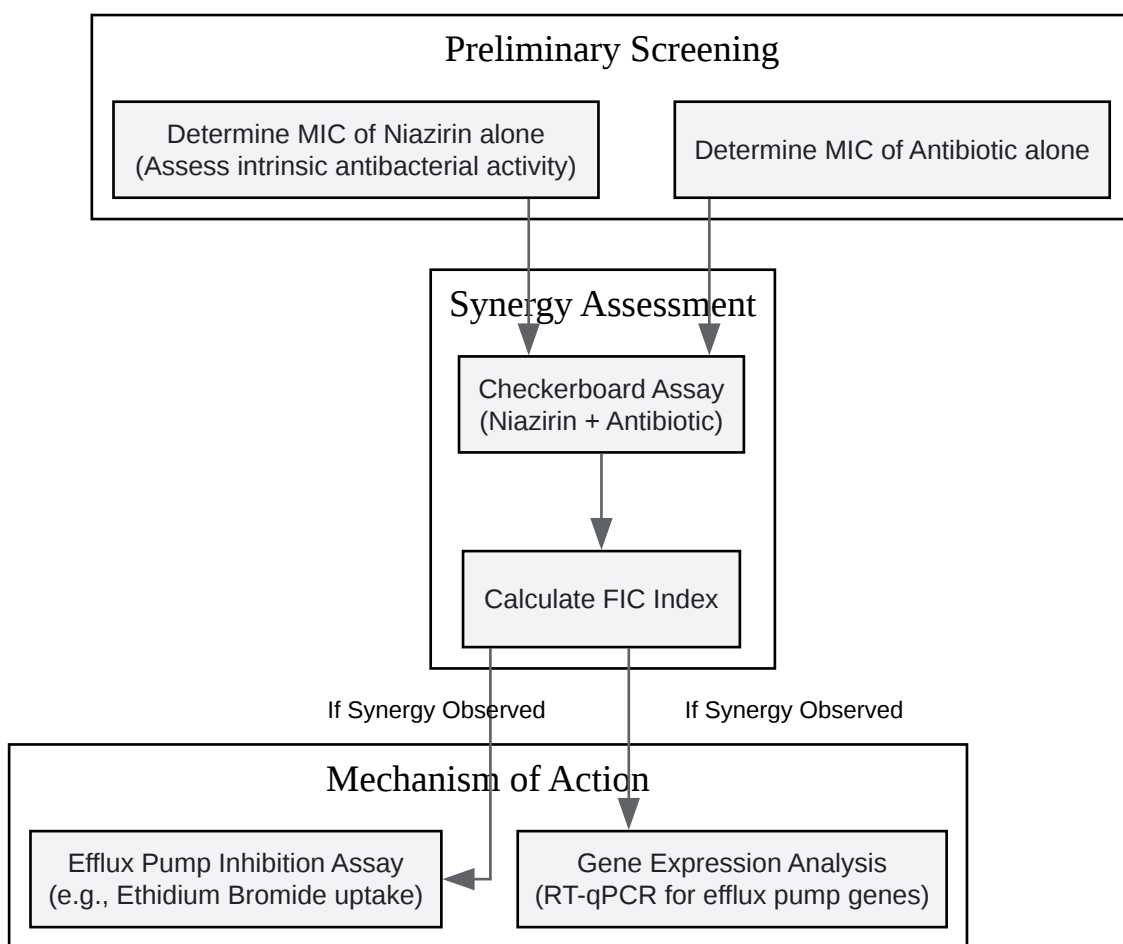 Preliminary Screening
Determine MIC of Niazirin alone
(Assess intrinsic antibacterial activity)
Determine MIC of Antibiotic alone
Synergy Assessment
Checkerboard Assay
(Niazirin + Antibiotic)
Calculate FIC Index
If Synergy Observed
If Synergy Observed
Mechanism of Action
Efflux Pump Inhibition Assay
(e.g., Ethidium Bromide uptake)
Gene Expression Analysis
(RT-qPCR for efflux pump genes)